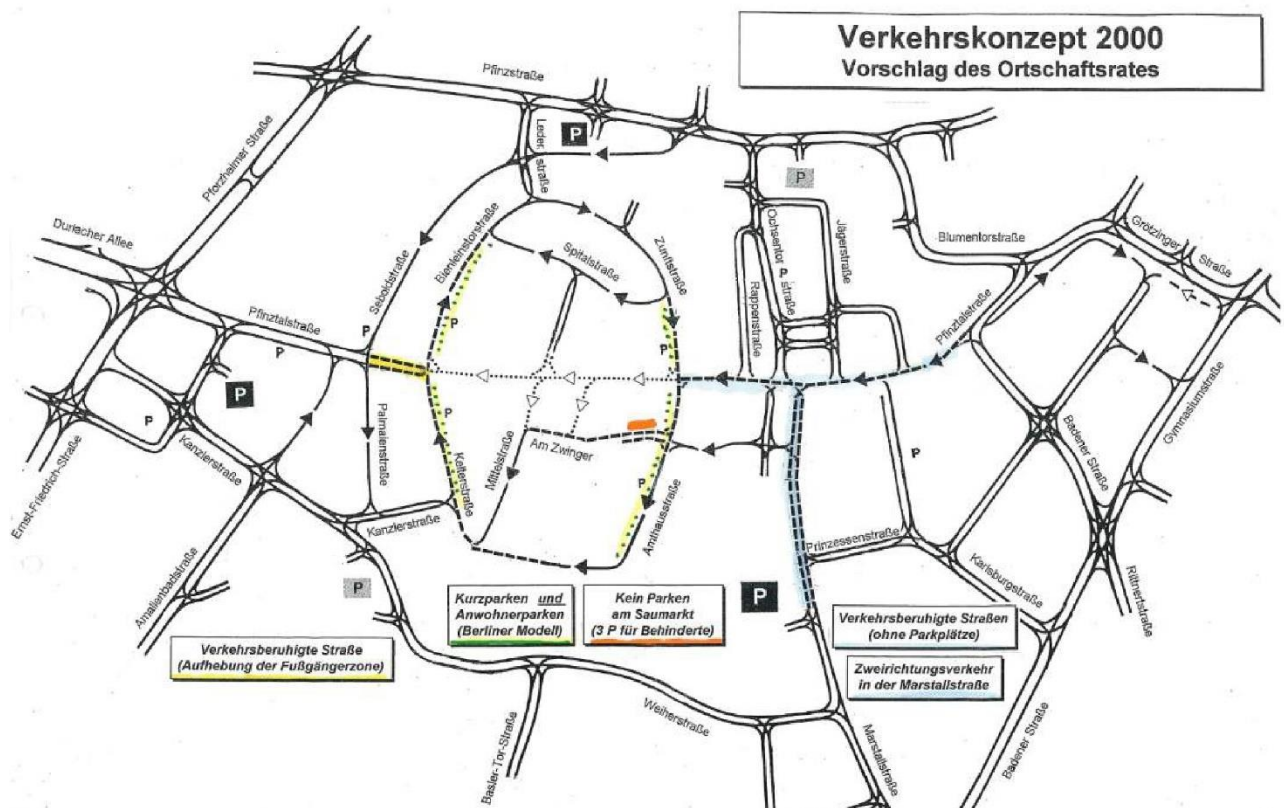 Verkehrskonzept 2000
Vorschlag des Ortschaftsrates
Pfinzstraße
Pforzheimer Straße
Leder
straße
P
P
Durlacher Allee
Seboldstraße
Bienleinstorstraße
Spitalstraße
Zunftstraße
Ochsentor
straße
P
Jägerstraße
Rappenstraße
Blumentorstraße
Grötzinger
Straße
Pfinztalstraße
P
P
P
P
Pfinztalstraße
P
P
Ernst-Friedrich-Straße
Kanzlerstraße
Palmaienstraße
P
Kelterstraße
Mittelstraße
Am Zwinger
P
Amthausstraße
P
Badener Straße
Gymnasiumstraße
Kanzlerstraße
Prinzessenstraße
Karlsburgstraße
Rittnertstraße
Amalienbadstraße
P
P
Verkehrsberuhigte Straße
(Aufhebung der Fußgängerzone)
Kurzparken und
Anwohnerparken
(Berliner Modell)
Kein Parken
am Saumarkt
(3 P für Behinderte)
Verkehrsberuhigte Straßen
(ohne Parkplätze)
Zweirichtungsverkehr
in der Marstallstraße
Basler-Tor-Straße
Weiherstraße
Marstallstraße
Badener Straße